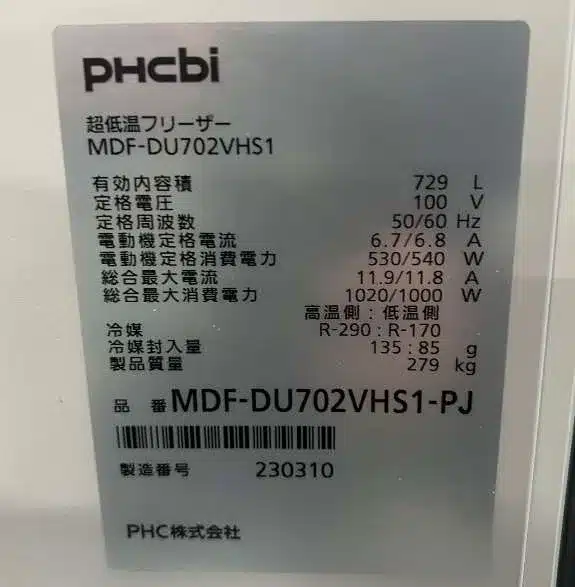 PHCbi
超低温フリーザー
MDF-DU702VHS1
有効内容積 729 L
定格電圧 100 V
定格周波数 50/60 Hz
電動機定格電流 6.7/6.8 A
電動機定格消費電力 530/540 W
総合最大電流 11.9/11.8 A
総合最大消費電力 1020/1000 W
高温側：低温側
冷媒 R-290：R-170
冷媒封入量 135：85 g
製品質量 279 kg
品番 MDF-DU702VHS1-PJ
製造番号 230310
PHC株式会社